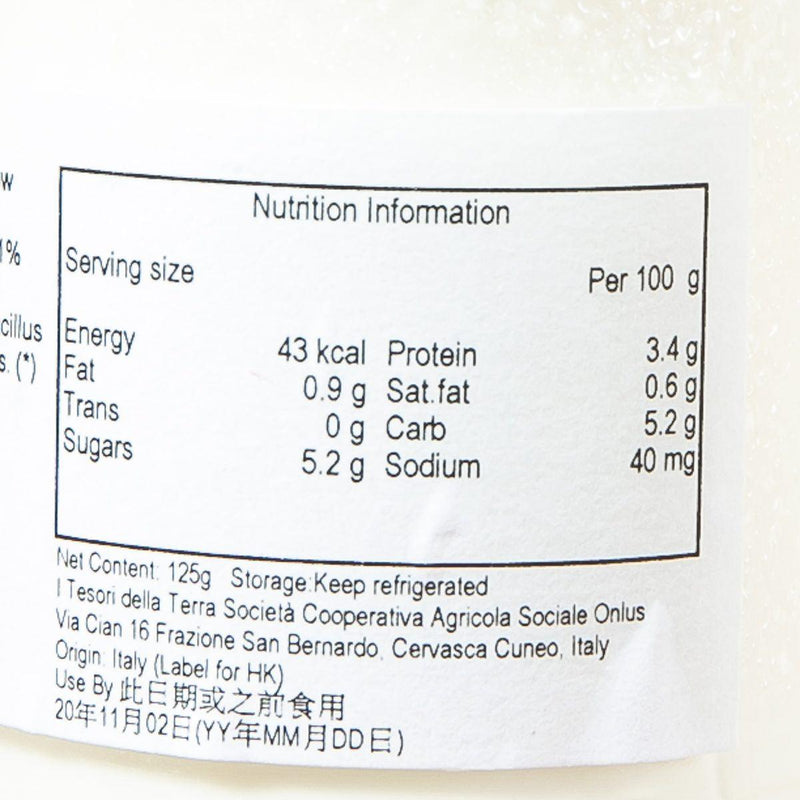 w
1%
cillus
s. (*)
Nutrition Information
Serving size Per 100 g
Energy 43 kcal Protein 3.4 g
Fat 0.9 g Sat.fat 0.6 g
Trans 0 g Carb 5.2 g
Sugars 5.2 g Sodium 40 mg
Net Content: 125g Storage:Keep refrigerated
I Tesori della Terra Società Cooperativa Agricola Sociale Onlus
Via Cian 16 Frazione San Bernardo, Cervasca Cuneo, Italy
Origin: Italy (Label for HK)
Use By 此日期或之前食用
20年11月02日(YY年MM月DD日)